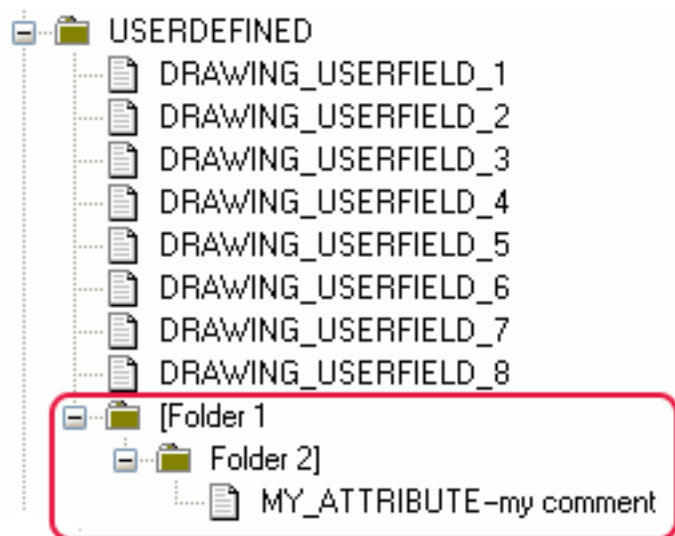 USERDEFINED
DRAWING_USERFIELD_1
DRAWING_USERFIELD_2
DRAWING_USERFIELD_3
DRAWING_USERFIELD_4
DRAWING_USERFIELD_5
DRAWING_USERFIELD_6
DRAWING_USERFIELD_7
DRAWING_USERFIELD_8
[Folder 1
Folder 2]
MY_ATTRIBUTE-my comment